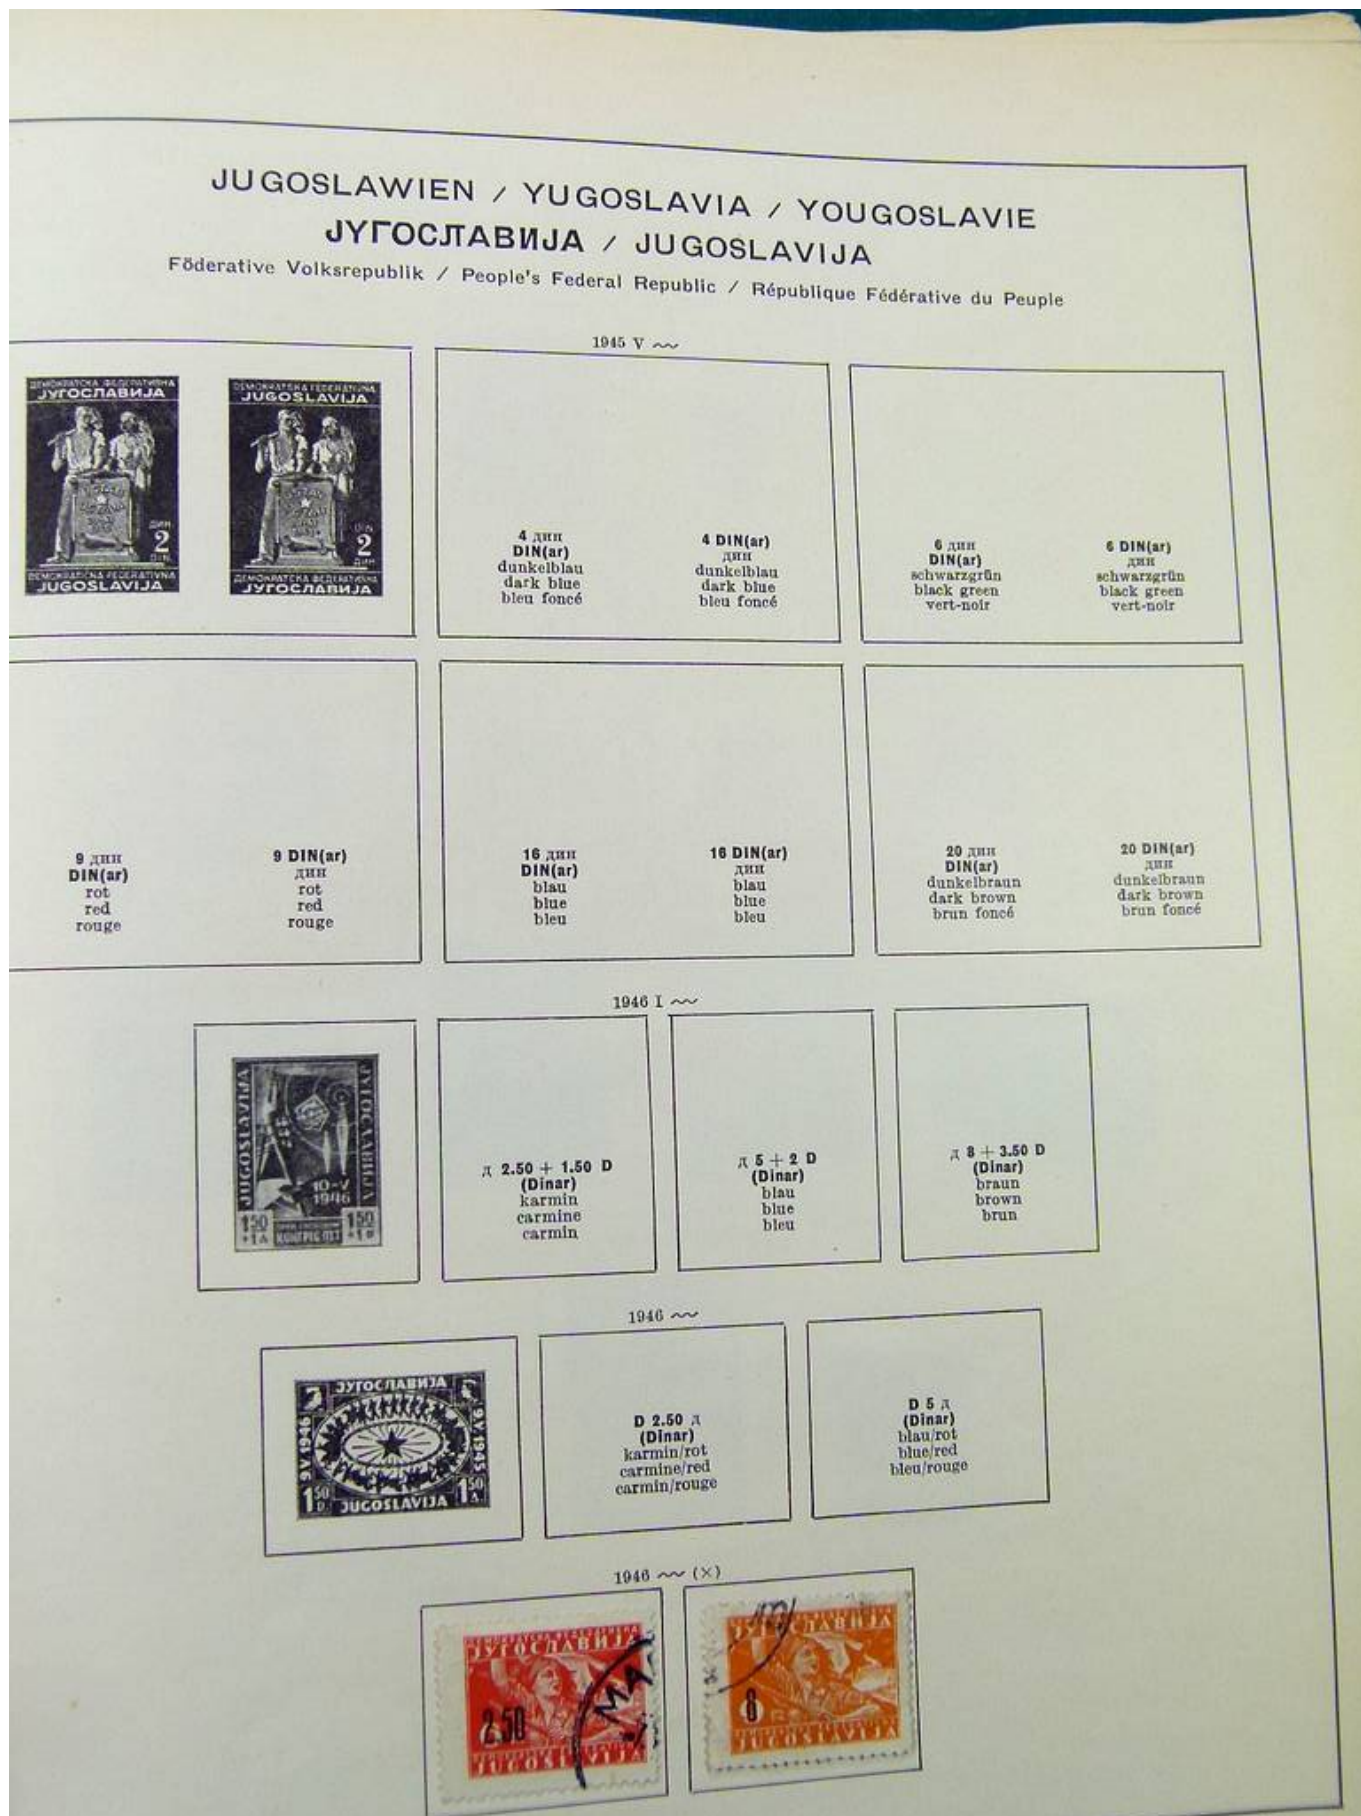 JUGOSLAWIEN / YUGOSLAVIA / YOUGOSLAVIE
ЈУГОСЛАВИЈА / JUGOSLAVIJA
Föderative Volksrepublik / People's Federal Republic / République Fédérative du Peuple
1945 V
ДЕМОКРАТСКА ФЕДЕРАТИВНА
ЈУГОСЛАВИЈА
ДИН.
2
DIN.
DEMOKRATSKA FEDERATIVNA
JUGOSLAVIJA
DEMOKRATSKA FEDERATIVNA
JUGOSLAVIJA
DIN.
2
ДИН.
ДЕМОКРАТСКА ФЕДЕРАТИВНА
ЈУГОСЛАВИЈА
4 дин
DIN(ar)
dunkelblau
dark blue
bleu foncé
4 DIN(ar)
дин
dunkelblau
dark blue
bleu foncé
6 дин
DIN(ar)
schwarzgrün
black green
vert-noir
6 DIN(ar)
дин
schwarzgrün
black green
vert-noir
9 дин
DIN(ar)
rot
red
rouge
9 DIN(ar)
дин
rot
red
rouge
16 дин
DIN(ar)
blau
blue
bleu
16 DIN(ar)
дин
blau
blue
bleu
20 дин
DIN(ar)
dunkelbraun
dark brown
brun foncé
20 DIN(ar)
дин
dunkelbraun
dark brown
brun foncé
1946 I
JUGOSLAVIJA
ЈУГОСЛАВИЈА
10-V
1946
1 50
+1 Д
КОНГРЕС ПТТ
1 50
+1 D
д 2.50 + 1.50 D
(Dinar)
karmin
carmine
carmin
д 5 + 2 D
(Dinar)
blau
blue
bleu
д 8 + 3.50 D
(Dinar)
braun
brown
brun
1946
ЈУГОСЛАВИЈА
9 V 1946
9 V 1945
1 50 D.
JUGOSLAVIJA
1 50 Д.
D 2.50 д
(Dinar)
karmin/rot
carmine/red
carmin/rouge
D 5 д
(Dinar)
blau/rot
blue/red
bleu/rouge
1946 (×)
ЈУГОСЛАВИЈА
2.50
JUGOSLAVIJA
8
JUGOSLAVIJA